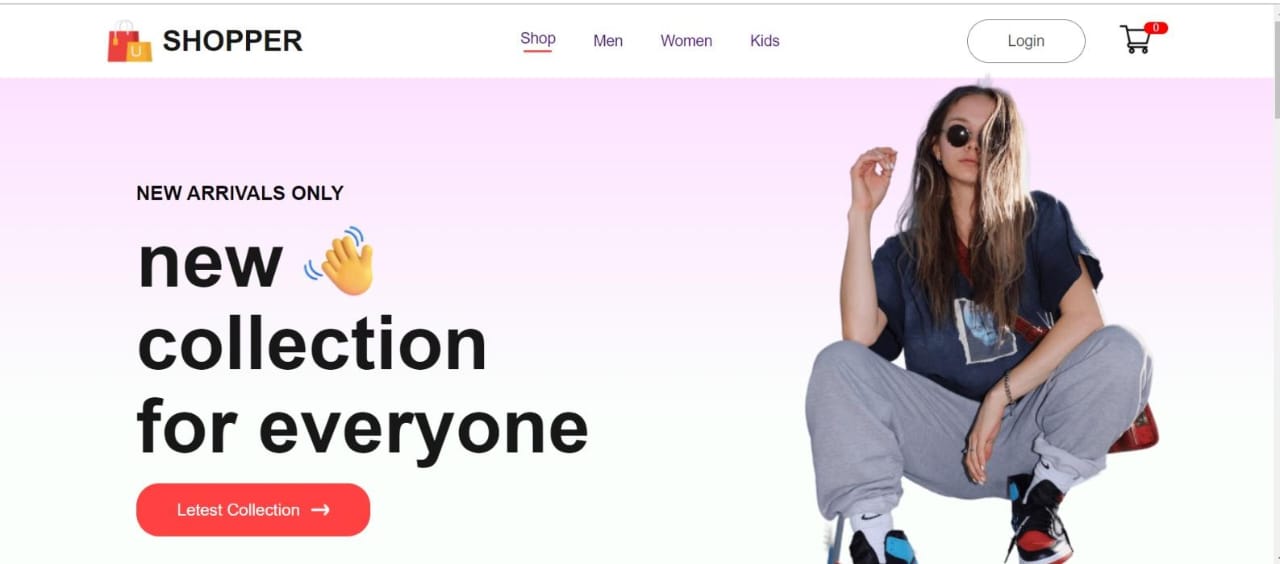 SHOPPER
Shop
Men
Women
Kids
Login
0
NEW ARRIVALS ONLY
new
collection
for everyone
Letest Collection